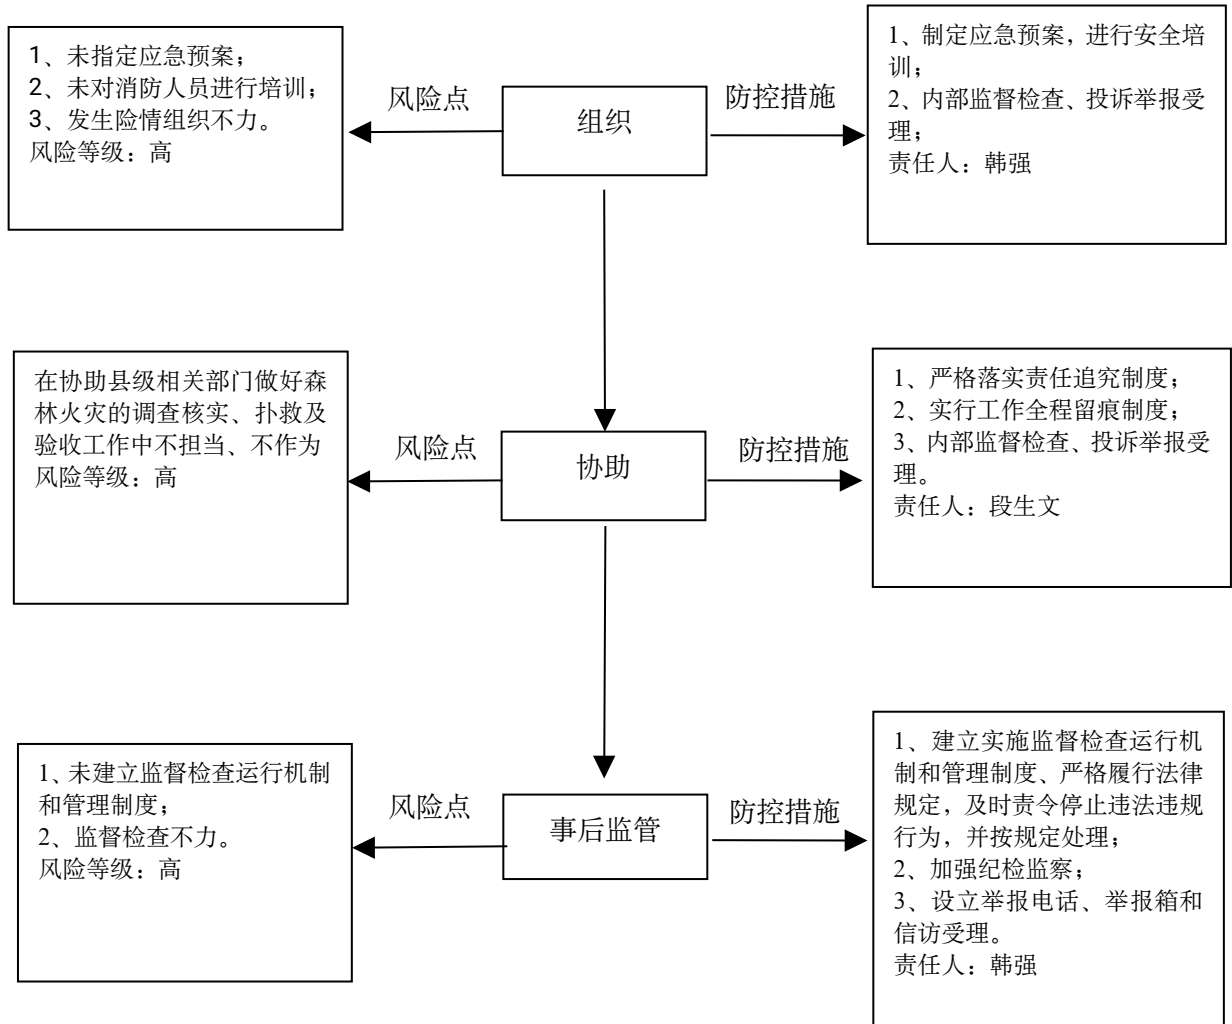 1、未指定应急预案；
2、未对消防人员进行培训；
3、发生险情组织不力。
风险等级：高
风险点
组织
防控措施
1、制定应急预案，进行安全培
训；
2、内部监督检查、投诉举报受
理；
责任人：韩强
在协助县级相关部门做好森
林火灾的调查核实、扑救及
验收工作中不担当、不作为
风险等级：高
风险点
协助
防控措施
1、严格落实责任追究制度；
2、实行工作全程留痕制度；
3、内部监督检查、投诉举报受
理。
责任人：段生文
1、未建立监督检查运行机制
和管理制度；
2、监督检查不力。
风险等级：高
风险点
事后监管
防控措施
1、建立实施监督检查运行机
制和管理制度、严格履行法律
规定，及时责令停止违法违规
行为，并按规定处理；
2、加强纪检监察；
3、设立举报电话、举报箱和
信访受理。
责任人：韩强